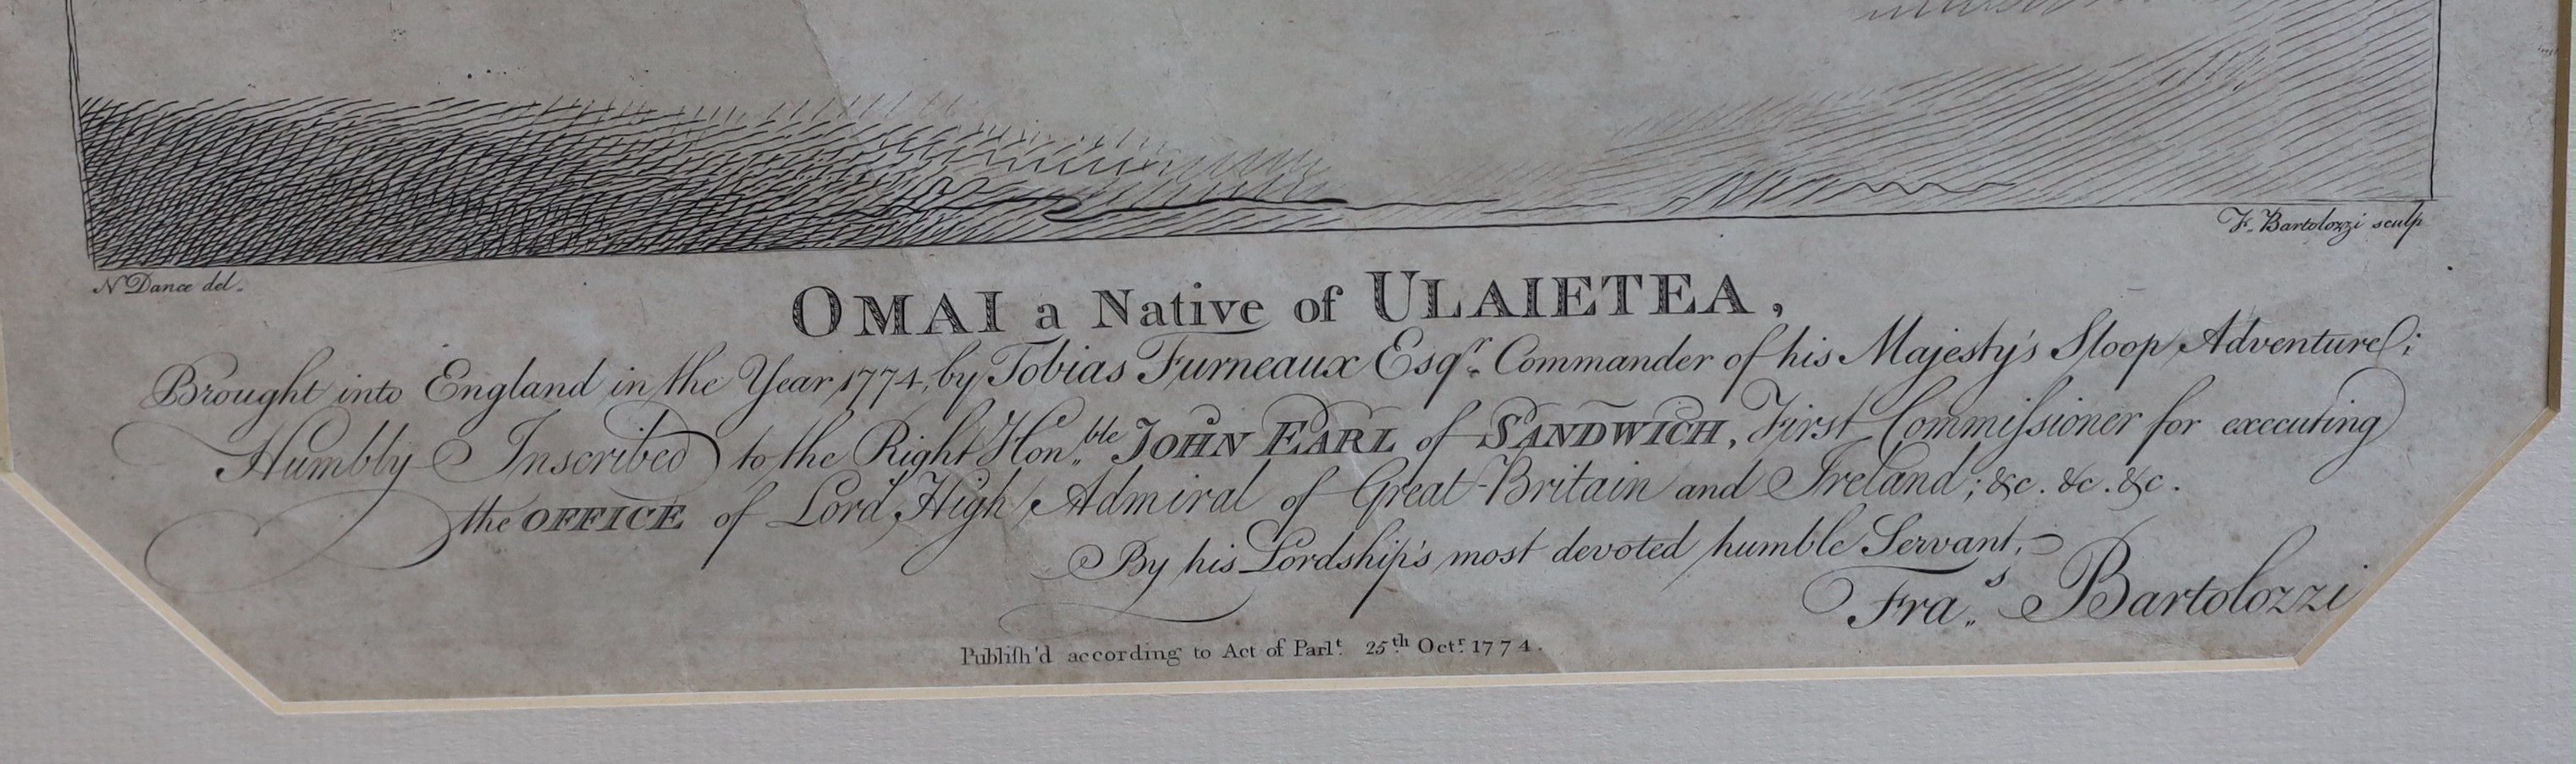 N Dance del.
F. Bartolozzi sculp
OMAI a Native of ULAIETEA,
Brought into England in the Year 1774, by Tobias Furneaux Esqr. Commander of his Majesty's Sloop Adventure;
Humbly Inscribed to the Right Honble JOHN EARL of SANDWICH, First Commiſsioner for executing
the OFFICE of Lord High Admiral of Great-Britain and Ireland; &c. &c. &c.
By his Lordship's most devoted humble Servant,
Fras Bartolozzi
Publiſh'd according to Act of Parlt. 25th Octr. 1774.